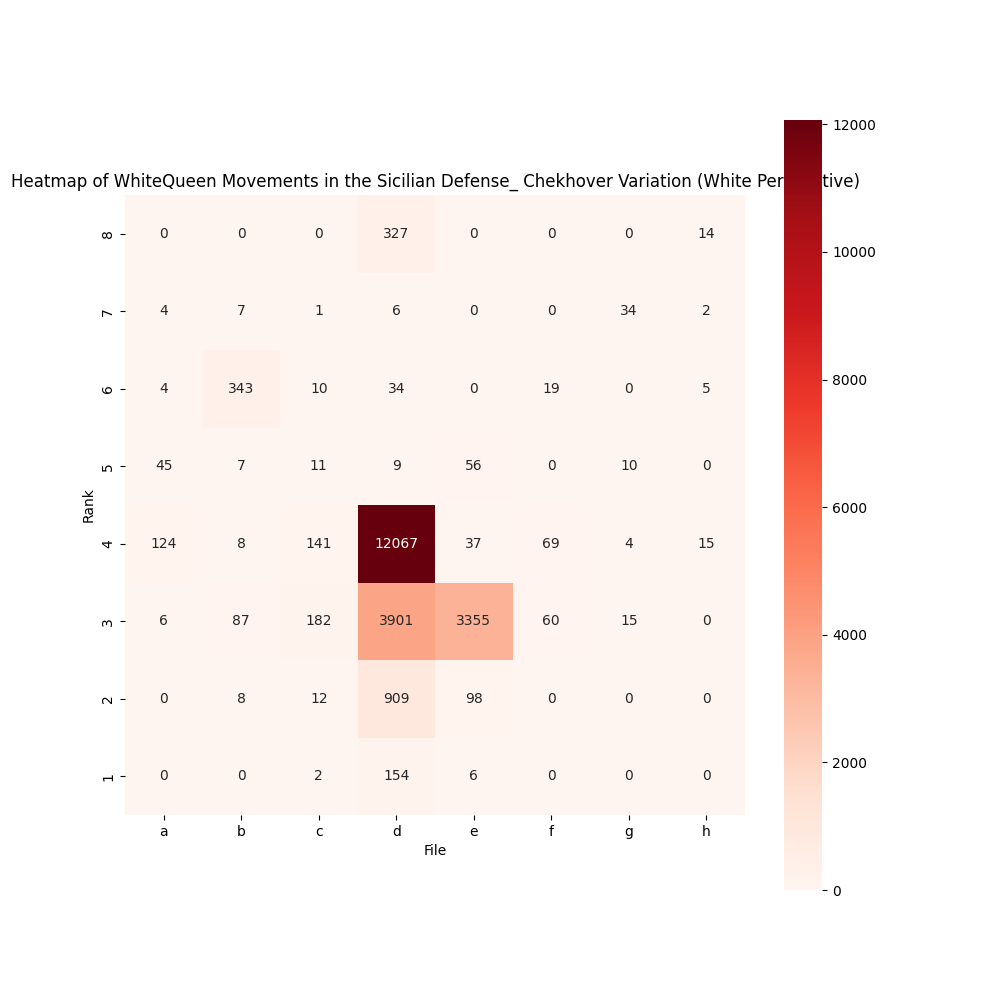 Heatmap of WhiteQueen Movements in the Sicilian Defense_ Chekhover Variation (White Per tive)
8 0 0 0 327 0 0 0 14
7 4 7 1 6 0 0 34 2
6 4 343 10 34 0 19 0 5
5 45 7 11 9 56 0 10 0
4 124 8 141 12067 37 69 4 15
3 6 87 182 3901 3355 60 15 0
2 0 8 12 909 98 0 0 0
1 0 0 2 154 6 0 0 0
a b c d e f g h
File
Rank
12000
10000
8000
6000
4000
2000
0